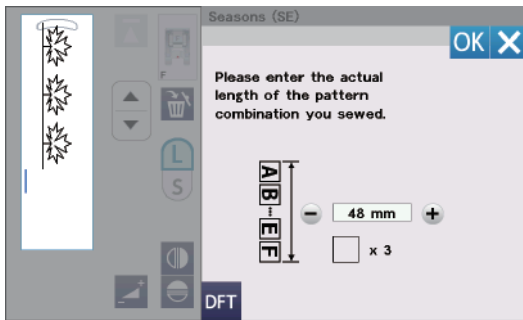 Seasons (SE)
OK
F
Please enter the actual
length of the pattern
combination you sewed.
L
S
A
B
E
F
48 mm
x 3
DFT